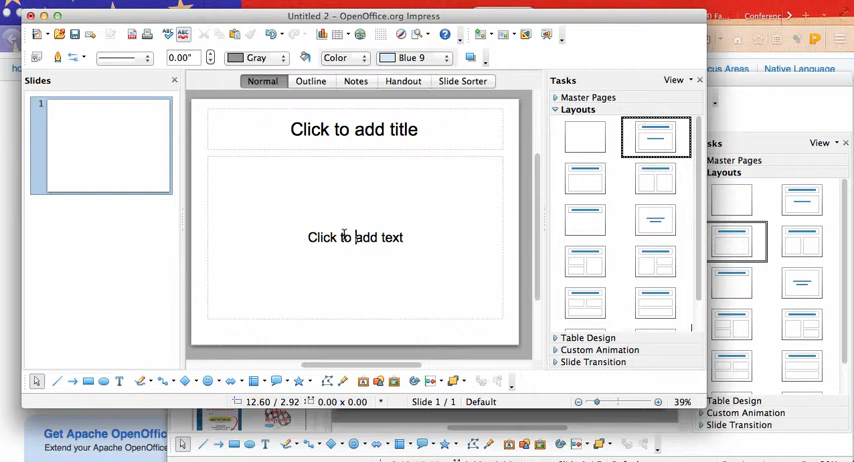 Untitled 2 - OpenOffice.org Impress
Conferenc
0.00"
Gray
Color
Blue 9
Slides
Normal
Outline
Notes
Handout
Slide Sorter
Tasks
View
1
Click to add title
Click to add text
Master Pages
Layouts
Table Design
Custom Animation
Slide Transition
12.60 / 2.92
0.00 x 0.00
*
Slide 1 / 1
Default
39%
cus Areas
Native Language
sks
View
Master Pages
Layouts
Table Design
Custom Animation
Slide Transition
Get Apache OpenOffic
Extend your Apache OpenOffic